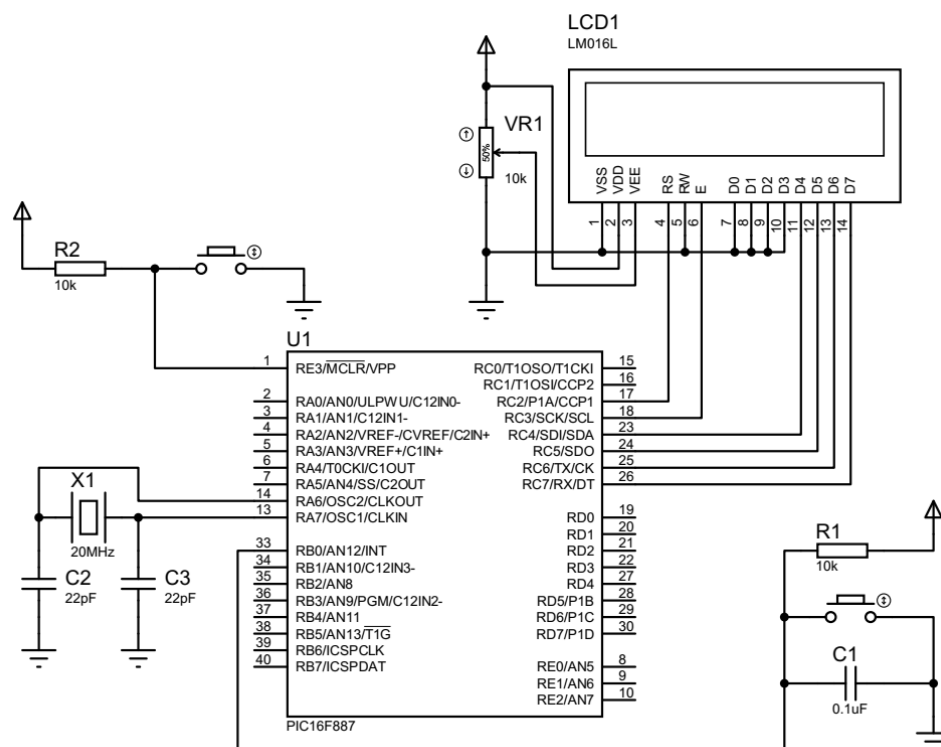 LCD1
LM016L
VR1
50%
10k
VSS
VDD
VEE
RS
RW
E
D0
D1
D2
D3
D4
D5
D6
D7
1
2
3
4
5
6
7
8
9
10
11
12
13
14
R2
10k
U1
1 RE3/MCLR/VPP RC0/T1OSO/T1CKI 15
RC1/T1OSI/CCP2 16
2 RA0/AN0/ULPWU/C12IN0- RC2/P1A/CCP1 17
3 RA1/AN1/C12IN1- RC3/SCK/SCL 18
4 RA2/AN2/VREF-/CVREF/C2IN+ RC4/SDI/SDA 23
5 RA3/AN3/VREF+/C1IN+ RC5/SDO 24
6 RA4/T0CKI/C1OUT RC6/TX/CK 25
7 RA5/AN4/SS/C2OUT RC7/RX/DT 26
14 RA6/OSC2/CLKOUT
13 RA7/OSC1/CLKIN RD0 19
RD1 20
33 RB0/AN12/INT RD2 21
34 RB1/AN10/C12IN3- RD3 22
35 RB2/AN8 RD4 27
36 RB3/AN9/PGM/C12IN2- RD5/P1B 28
37 RB4/AN11 RD6/P1C 29
38 RB5/AN13/T1G RD7/P1D 30
39 RB6/ICSPCLK
40 RB7/ICSPDAT RE0/AN5 8
RE1/AN6 9
RE2/AN7 10
PIC16F887
X1
20MHz
C2
22pF
C3
22pF
R1
10k
C1
0.1uF